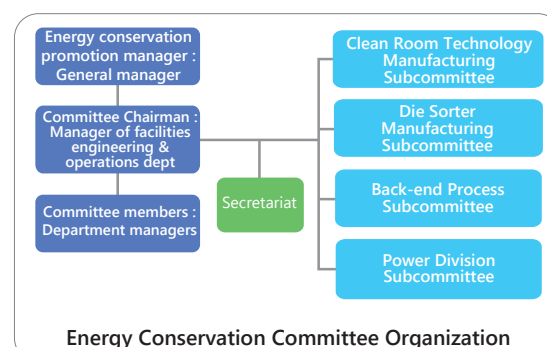 Energy conservation
promotion manager :
General manager
Committee Chairman :
Manager of facilities
engineering &
operations dept
Committee members :
Department managers
Secretariat
Clean Room Technology
Manufacturing
Subcommittee
Die Sorter
Manufacturing
Subcommittee
Back-end Process
Subcommittee
Power Division
Subcommittee
Energy Conservation Committee Organization